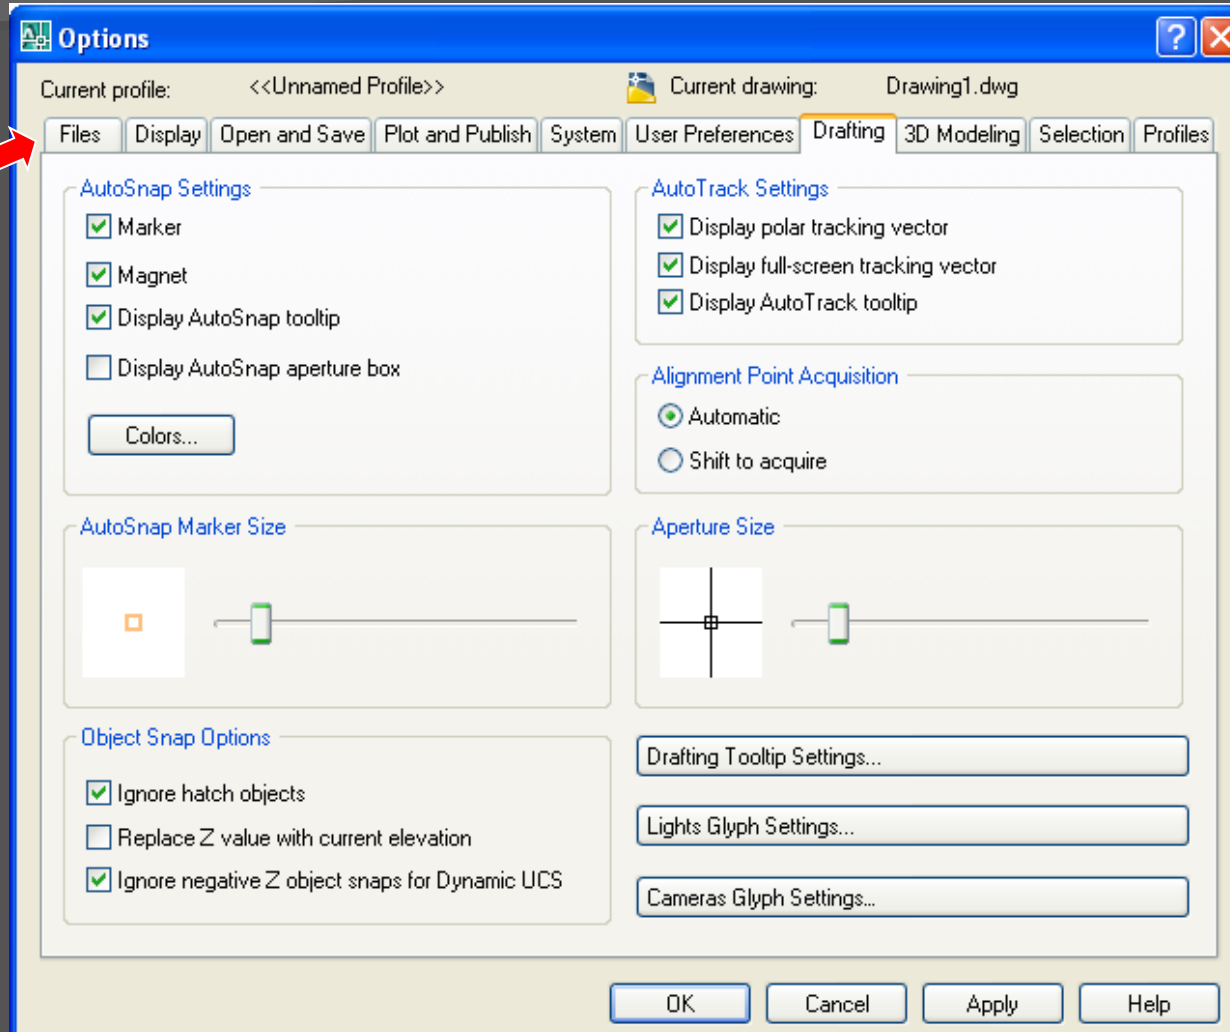 Options
Current profile: <<Unnamed Profile>> Current drawing: Drawing1.dwg
Files Display Open and Save Plot and Publish System User Preferences Drafting 3D Modeling Selection Profiles
AutoSnap Settings
Marker
Magnet
Display AutoSnap tooltip
Display AutoSnap aperture box
Colors...
AutoTrack Settings
Display polar tracking vector
Display full-screen tracking vector
Display AutoTrack tooltip
Alignment Point Acquisition
Automatic
Shift to acquire
AutoSnap Marker Size
Aperture Size
Object Snap Options
Ignore hatch objects
Replace Z value with current elevation
Ignore negative Z object snaps for Dynamic UCS
Drafting Tooltip Settings...
Lights Glyph Settings...
Cameras Glyph Settings...
OK Cancel Apply Help